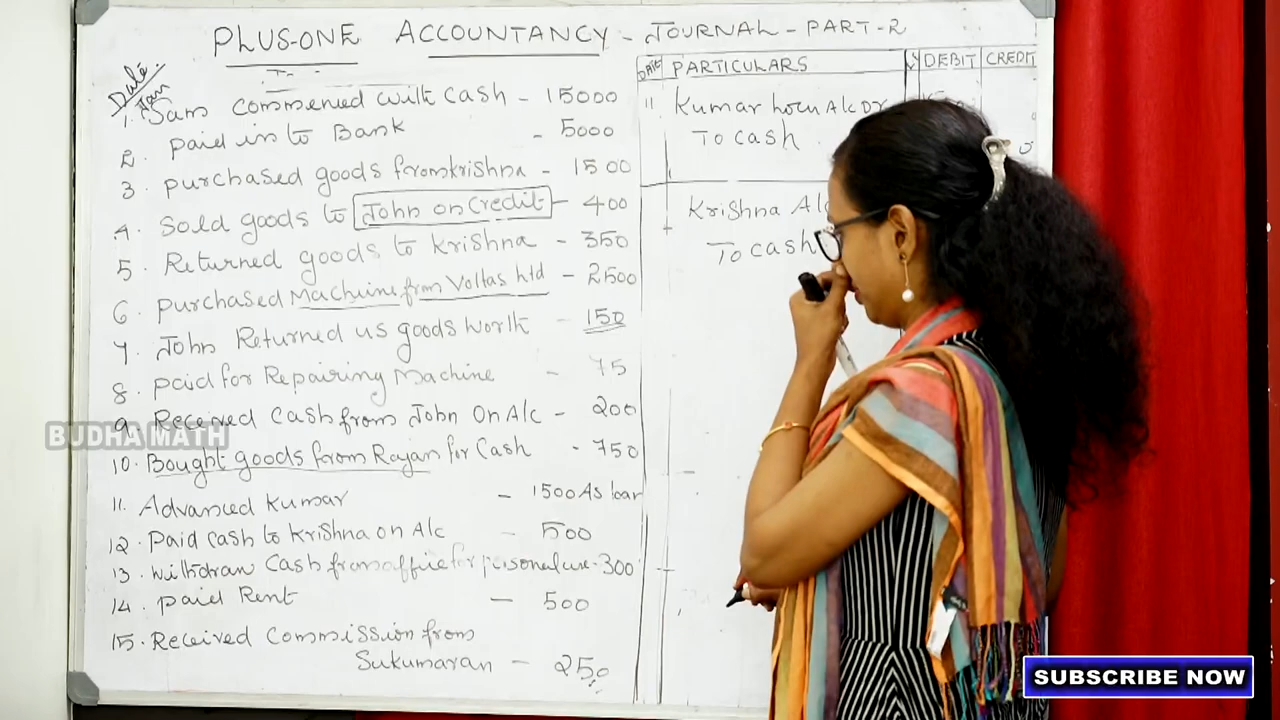 PLUS-ONE ACCOUNTANCY - JOURNAL - PART-2
Date
Jan
1. Sam commened with cash - 15000
2. paid in to Bank - 5000
3. purchased goods from krishna - 1500
4. Sold goods to John on Credit - 400
5. Returned goods to Krishna - 350
6. purchased Machine from Voltas Ltd - 2500
7. John Returned us goods worth - 150
8. paid for Repairing Machine - 75
9. Received Cash from John On A/c - 200
10. Bought goods from Rajan for Cash - 750
11. Advanced Kumar - 1500 As loan
12. Paid cash to Krishna on A/c - 500
13. withdran Cash from office for personal use - 300
14. paid Rent - 500
15. Received Commission from
Sukumaran - 250
DATE PARTICULARS DEBIT CREDIT
11. Kumar loan A/c Dr
To cash
Krishna A/c
To cash
BUDHA MATH
SUBSCRIBE NOW